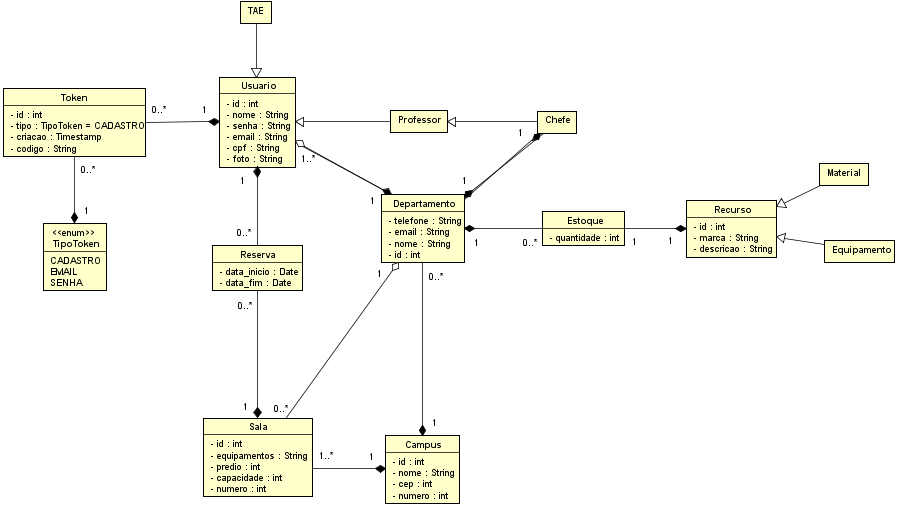 TAE
Token
- id : int
- tipo : TipoToken = CADASTRO
- criacao : Timestamp
- codigo : String
0..*
1
Usuario
- id : int
- nome : String
- senha : String
- email : String
- cpf : String
- foto : String
Professor
Chefe
1
1..*
1
1
0..*
1
<<enum>>
TipoToken
CADASTRO
EMAIL
SENHA
1
0..*
Reserva
- data_inicio : Date
- data_fim : Date
0..*
1
Departamento
- telefone : String
- email : String
- nome : String
- id : int
1
0..*
Estoque
- quantidade : int
1
1
Recurso
- id : int
- marca : String
- descricao : String
Material
Equipamento
1
0..*
0..*
1
Sala
- id : int
- equipamentos : String
- predio : int
- capacidade : int
- numero : int
1..*
1
Campus
- id : int
- nome : String
- cep : int
- numero : int